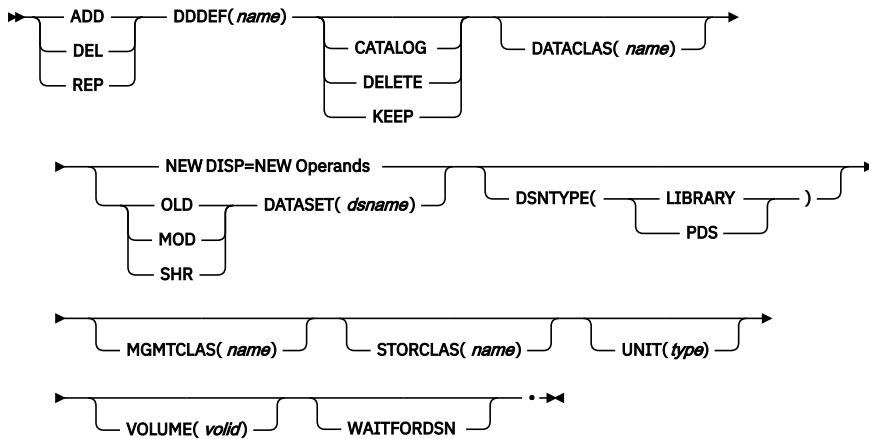 ADD
DEL
REP
DDDEF( name)
CATALOG
DELETE
KEEP
DATACLAS( name)
NEW DISP=NEW Operands
OLD
MOD
SHR
DATASET( dsname)
DSNTYPE(
LIBRARY
PDS
)
MGMTCLAS( name)
STORCLAS( name)
UNIT( type)
VOLUME( volid)
WAITFORDSN
.